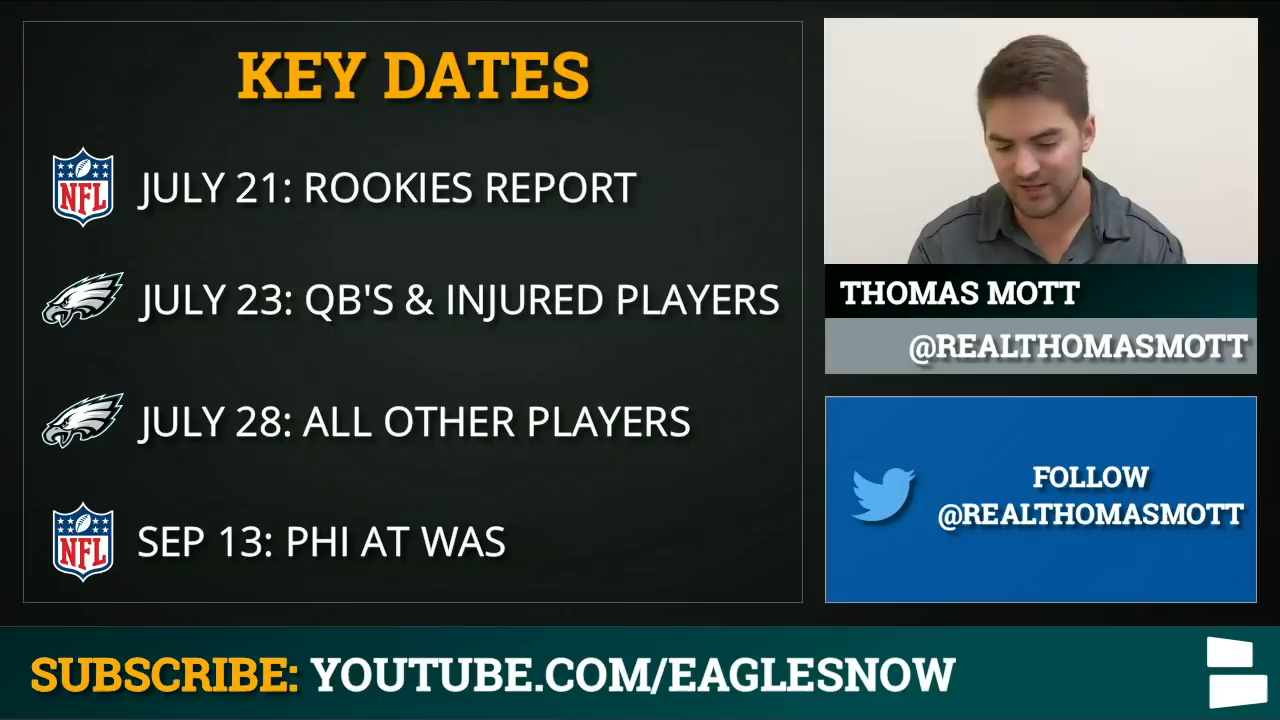 KEY DATES
NFL
JULY 21: ROOKIES REPORT
JULY 23: QB'S & INJURED PLAYERS
JULY 28: ALL OTHER PLAYERS
NFL
SEP 13: PHI AT WAS
THOMAS MOTT
@REALTHOMASMOTT
FOLLOW
@REALTHOMASMOTT
SUBSCRIBE: YOUTUBE.COM/EAGLESNOW